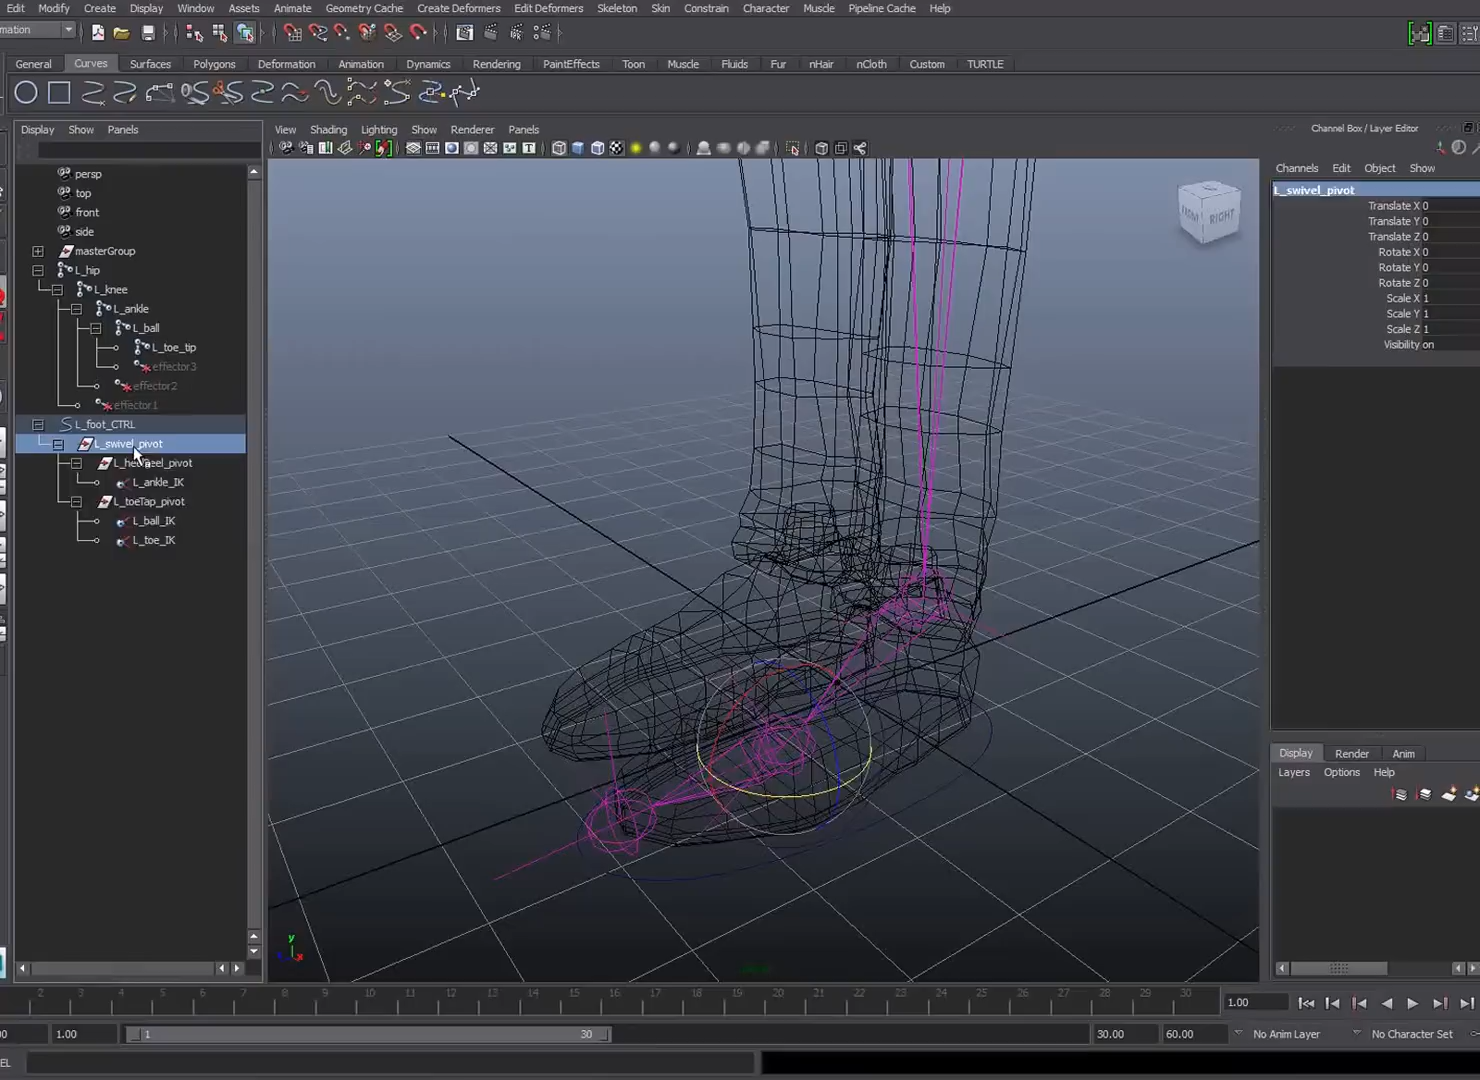 Edit Modify Create Display Window Assets Animate Geometry Cache Create Deformers Edit Deformers Skeleton Skin Constrain Character Muscle Pipeline Cache Help
General Curves Surfaces Polygons Deformation Animation Dynamics Rendering PaintEffects Toon Muscle Fluids Fur nHair nCloth Custom TURTLE
Display Show Panels
View Shading Lighting Show Renderer Panels
Channel Box / Layer Editor
Channels Edit Object Show
persp
top
front
side
masterGroup
L_hip
L_knee
L_ankle
L_ball
L_toe_tip
effector3
effector2
effector1
L_foot_CTRL
L_swivel_pivot
L_ankle_IK
L_toeTap_pivot
L_ball_IK
L_toe_IK
RIGHT
y
x
L_swivel_pivot
Translate X 0
Translate Y 0
Translate Z 0
Rotate X 0
Rotate Y 0
Rotate Z 0
Scale X 1
Scale Y 1
Scale Z 1
Visibility on
Display Render Anim
Layers Options Help
2 3 4 5 6 7 8 9 10 11 12 13 14 15 16 17 18 19 20 21 22 23 24 25 26 27 28 29 30
1.00
1.00 1 30 30.00 60.00 No Anim Layer No Character Set